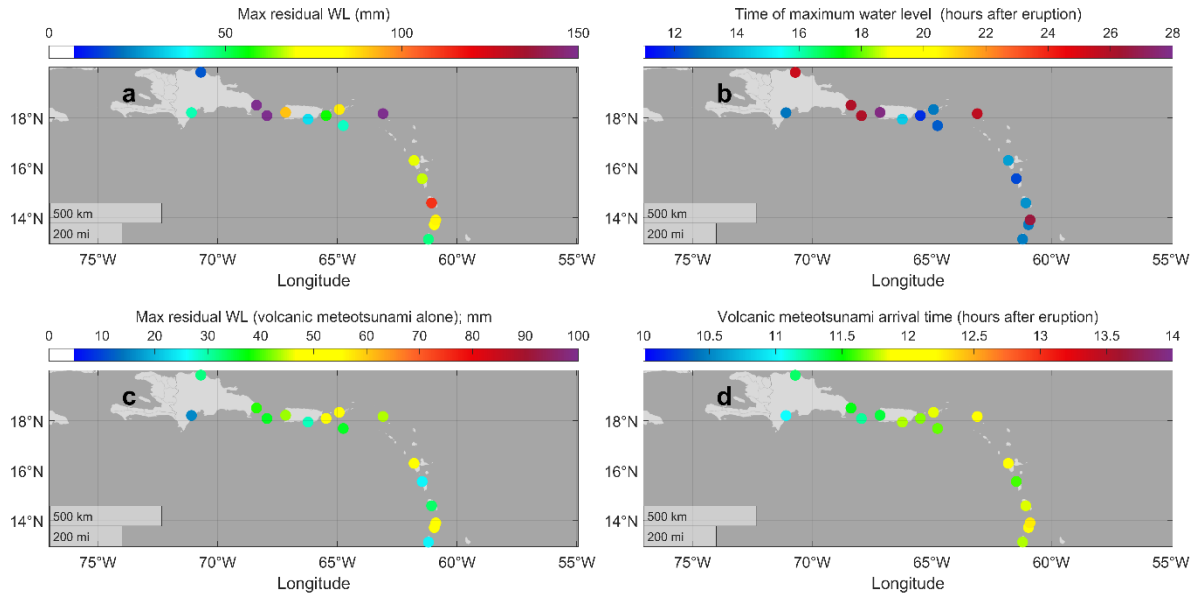 Max residual WL (mm)
0 50 100 150
a
18°N
16°N
14°N
500 km
200 mi
75°W 70°W 65°W 60°W 55°W
Longitude
Time of maximum water level (hours after eruption)
12 14 16 18 20 22 24 26 28
b
18°N
16°N
14°N
500 km
200 mi
75°W 70°W 65°W 60°W 55°W
Longitude
Max residual WL (volcanic meteotsunami alone); mm
0 10 20 30 40 50 60 70 80 90 100
c
18°N
16°N
14°N
500 km
200 mi
75°W 70°W 65°W 60°W 55°W
Longitude
Volcanic meteotsunami arrival time (hours after eruption)
10 10.5 11 11.5 12 12.5 13 13.5 14
d
18°N
16°N
14°N
500 km
200 mi
75°W 70°W 65°W 60°W 55°W
Longitude